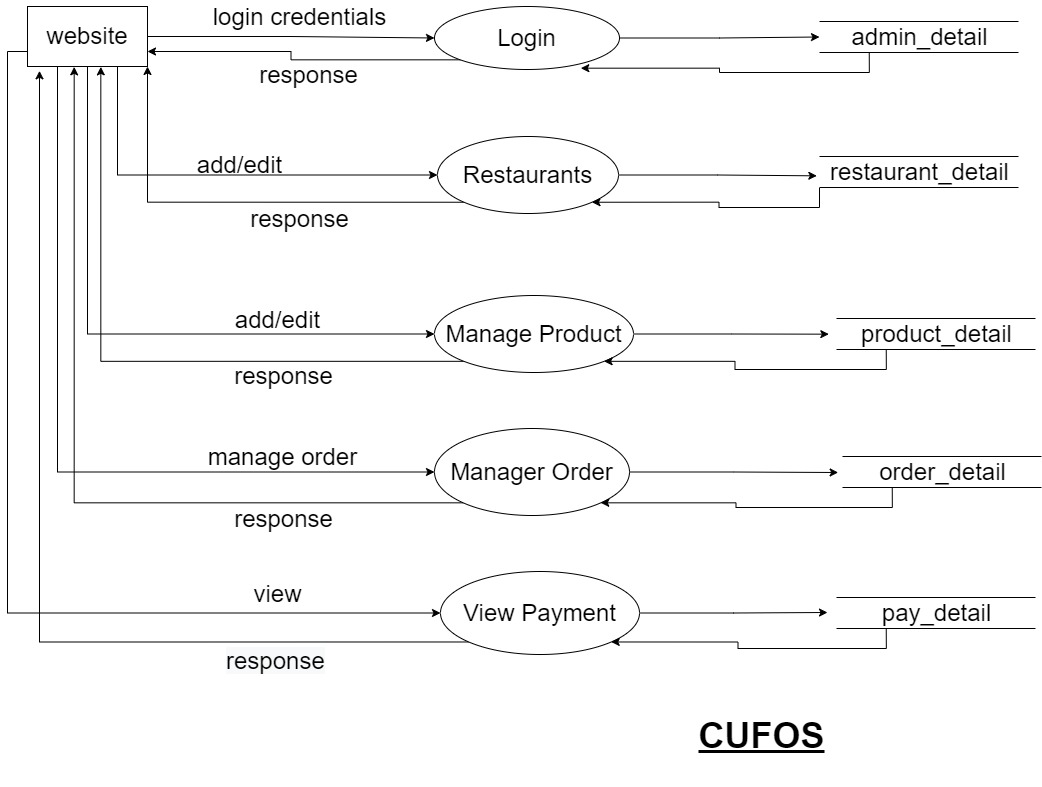 login credentials
website
Login
admin_detail
response
add/edit
Restaurants
restaurant_detail
response
add/edit
Manage Product
product_detail
response
manage order
Manager Order
order_detail
response
view
View Payment
pay_detail
response
CUFOS